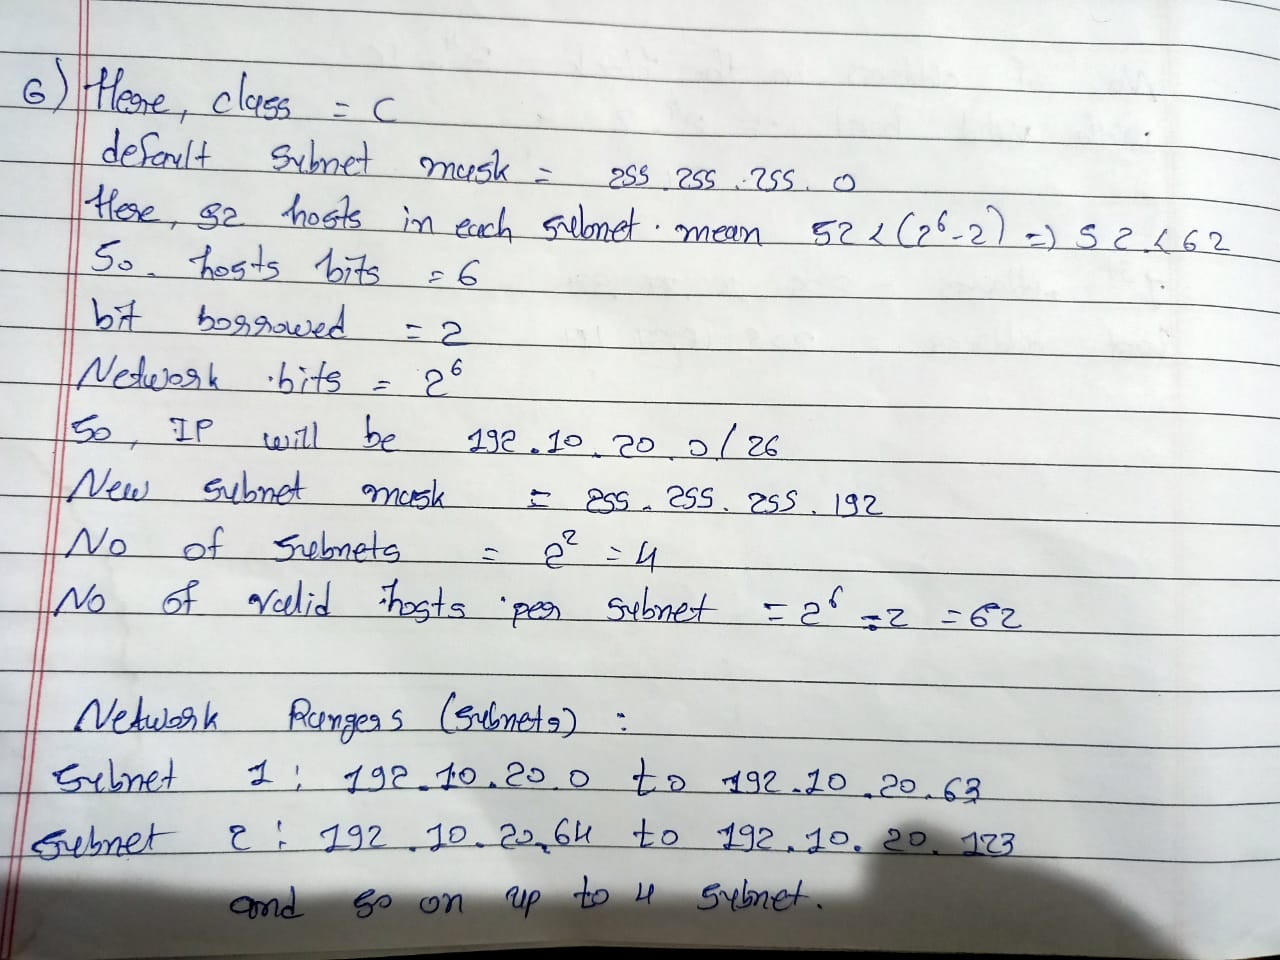 6) Here, class = C
default subnet mask = 255.255.255.0
Here, 52 hosts in each subnet. mean 52 < (2^6-2) => 52 < 62
So. hosts bits = 6
bit borrowed = 2
Network bits = 2^6
So, IP will be 192.10.20.0/26
New subnet mask = 255.255.255.192
No of subnets = 2^2 = 4
No of valid hosts per subnet = 2^6 - 2 = 62
Network Rangers (subnets) :
Subnet 1 : 192.10.20.0 to 192.10.20.63
Subnet 2 : 192.10.20.64 to 192.10.20.123
and so on up to 4 subnet.